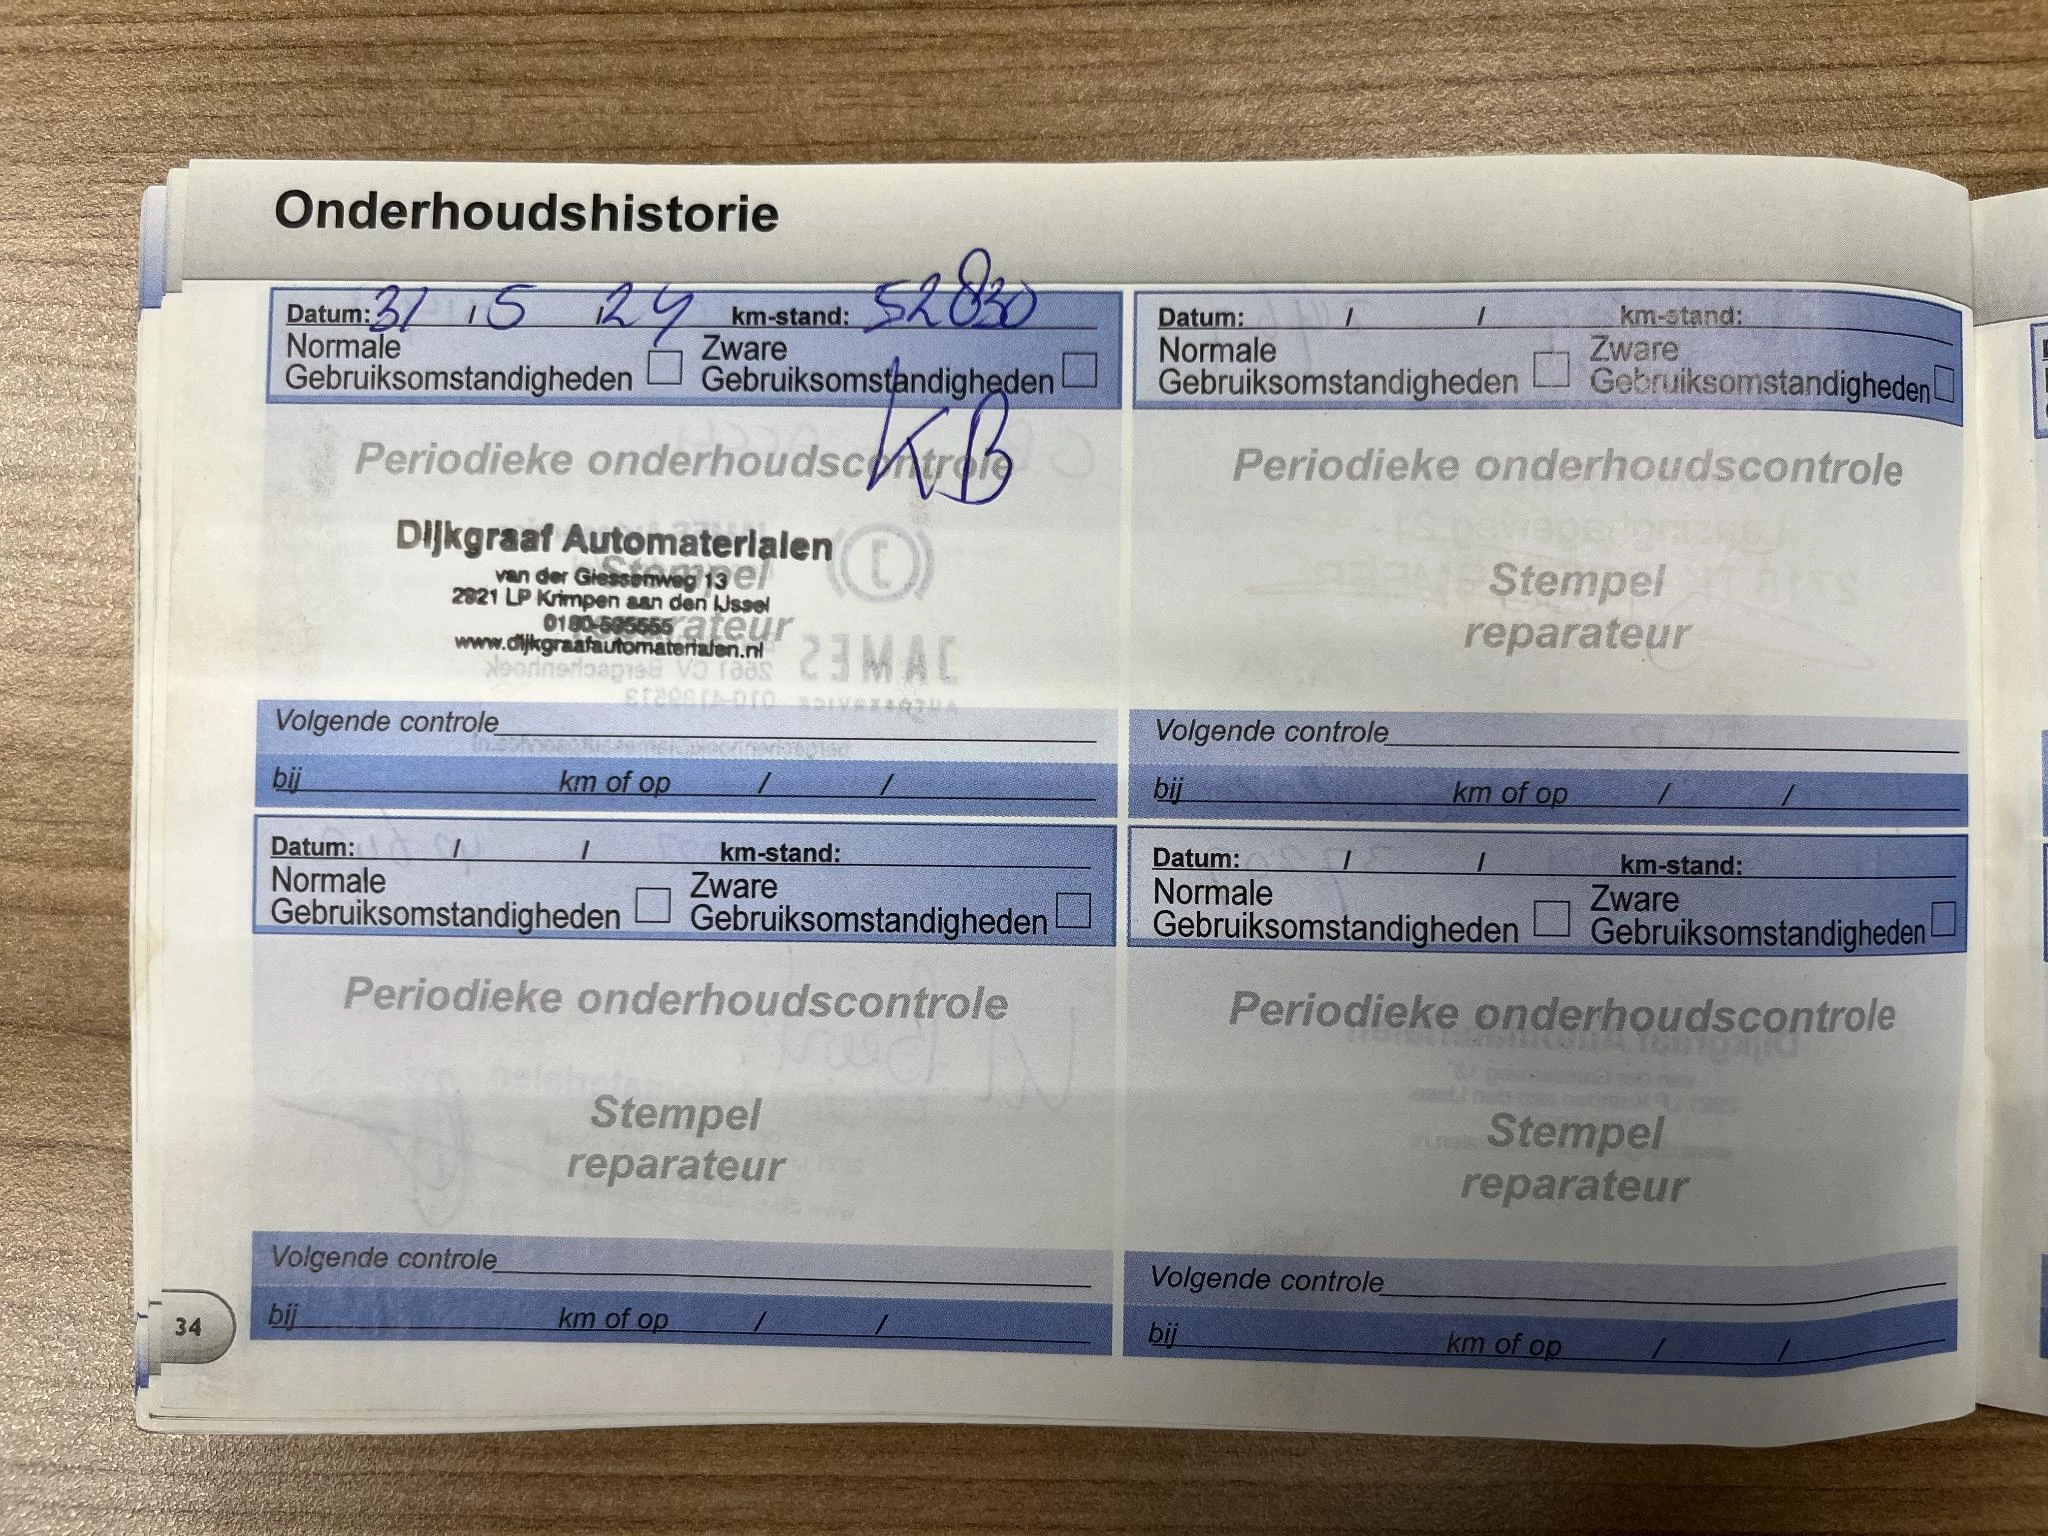 Onderhoudshistorie
Datum: 31 / 5 / 24 km-stand: 52830
Normale Gebruiksomstandigheden
Zware Gebruiksomstandigheden
KB
Periodieke onderhoudscontrole
Stempel
reparateur
Dijkgraaf Automaterialen
van der Giessenweg 13
2921 LP Krimpen aan den IJssel
www.dijkgraafautomaterialen.nl
Volgende controle
bij km of op / /
Datum: / / km-stand:
Normale Gebruiksomstandigheden
Zware Gebruiksomstandigheden
Periodieke onderhoudscontrole
Stempel
reparateur
Volgende controle
bij km of op / /
Datum: / / km-stand:
Normale Gebruiksomstandigheden
Zware Gebruiksomstandigheden
Periodieke onderhoudscontrole
Stempel
reparateur
Volgende controle
bij km of op / /
Datum: / / km-stand:
Normale Gebruiksomstandigheden
Zware Gebruiksomstandigheden
Periodieke onderhoudscontrole
Stempel
reparateur
Volgende controle
bij km of op / /
34